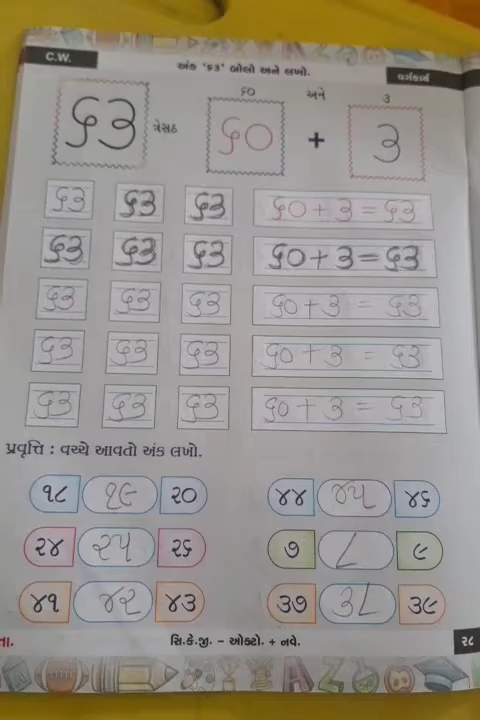 C.W.
અંક '૬૩' બોલો અને લખો.
વર્ગકાર્ય
૬૦ અને ૩
૬૩ ત્રેસઠ ૬૦ + ૩
૬૩ ૬૩ ૬૩ ૬૦ + ૩ = ૬૩
૬૩ ૬૩ ૬૩ ૬૦ + ૩ = ૬૩
૬૩ ૬૩ ૬૩ ૬૦ + ૩ = ૬૩
૬૩ ૬૩ ૬૩ ૬૦ + ૩ = ૬૩
૬૩ ૬૩ ૬૩ ૬૦ + ૩ = ૬૩
પ્રવૃત્તિ : વચ્ચે આવતો અંક લખો.
૧૮ ૧૯ ૨૦ ૪૪ ૪૫ ૪૬
૨૪ ૨૫ ૨૬ ૭ ૮ ૯
૪૧ ૪૨ ૪૩ ૩૭ ૩૮ ૩૯
સિ.કે.જી. - ઓક્ટો. + નવે.
૨૮